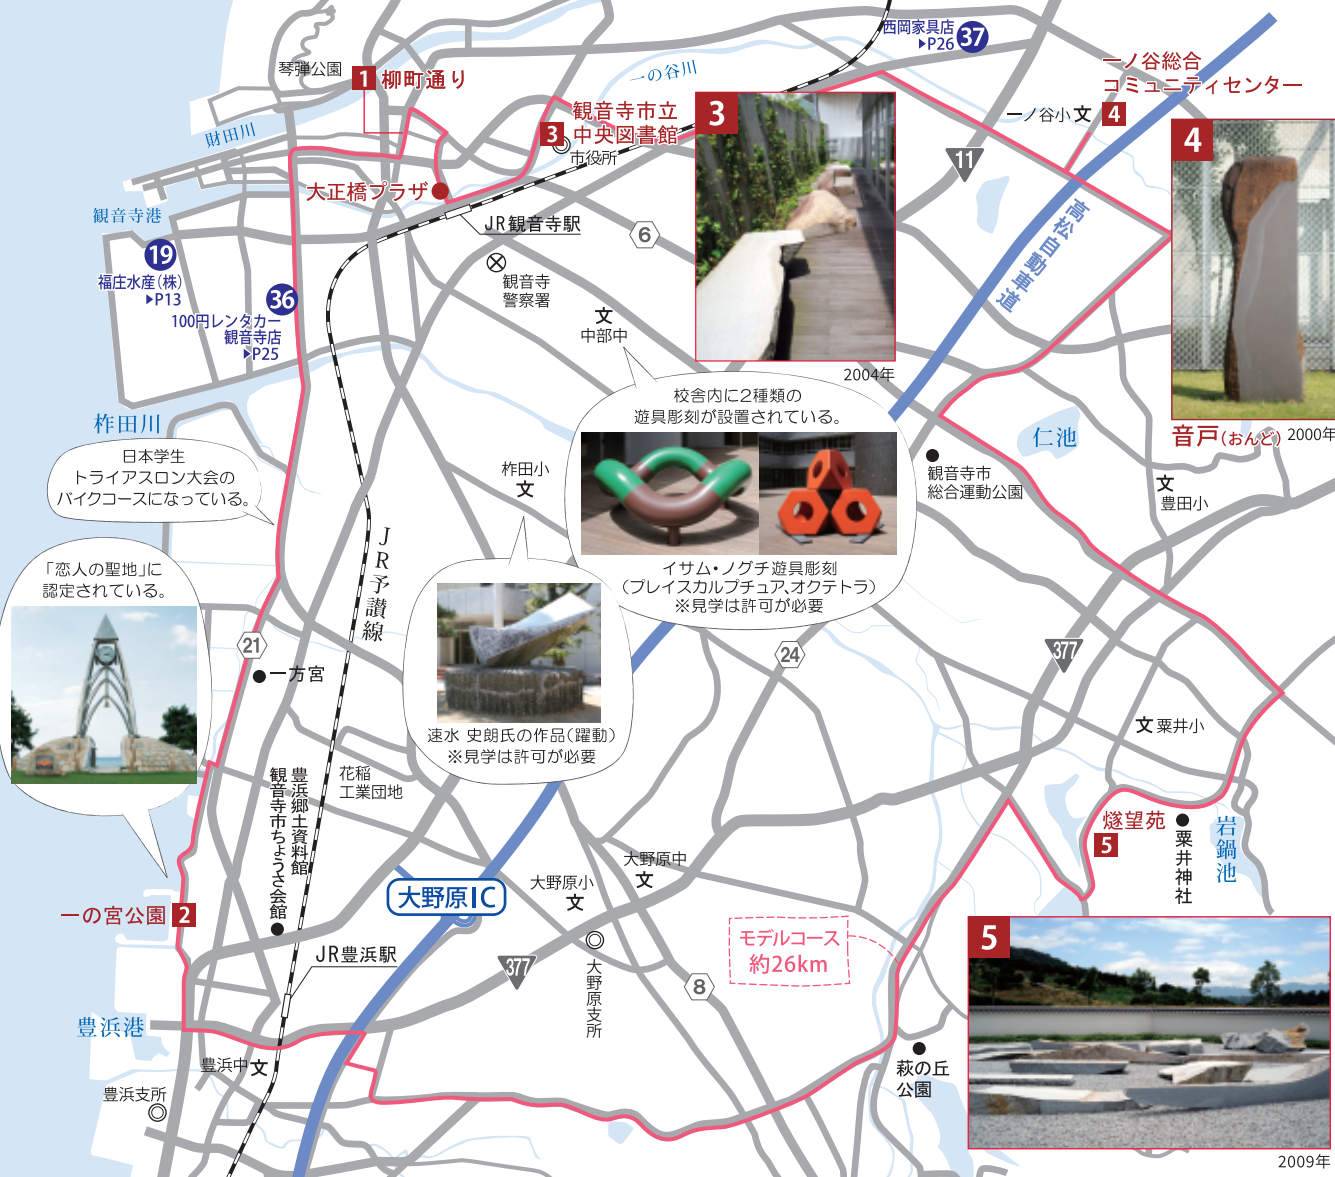 西岡家具店
▶P26
37
一ノ谷総合
コミュニティセンター
4
一ノ谷小 文
琴弾公園
1 柳町通り
一の谷川
財田川
観音寺市立
中央図書館
3
市役所
3
2004年
11
4
音戸(おんど) 2000年
大正橋プラザ
JR観音寺駅
観音寺港
19
福庄水産(株)
▶P13
36
100円レンタカー
観音寺店
▶P25
6
観音寺
警察署
文
中部中
高松自動車道
校舎内に2種類の
遊具彫刻が設置されている。
イサム・ノグチ遊具彫刻
(プレイスカルプチュア、オクテトラ)
※見学は許可が必要
柞田川
日本学生
トライアスロン大会の
バイクコースになっている。
柞田小
文
仁池
観音寺市
総合運動公園
文
豊田小
JR予讃線
「恋人の聖地」に
認定されている。
速水 史朗氏の作品(躍動)
※見学は許可が必要
21
一方宮
24
377
文 粟井小
花稲
工業団地
豊浜郷土資料館
観音寺市ちょうさ会館
燧望苑
5
粟井神社
岩鍋池
大野原中
文
大野原小
文
大野原IC
一の宮公園 2
モデルコース
約26km
JR豊浜駅
377
8
大野原支所
豊浜港
豊浜中 文
豊浜支所
萩の丘
公園
5
2009年